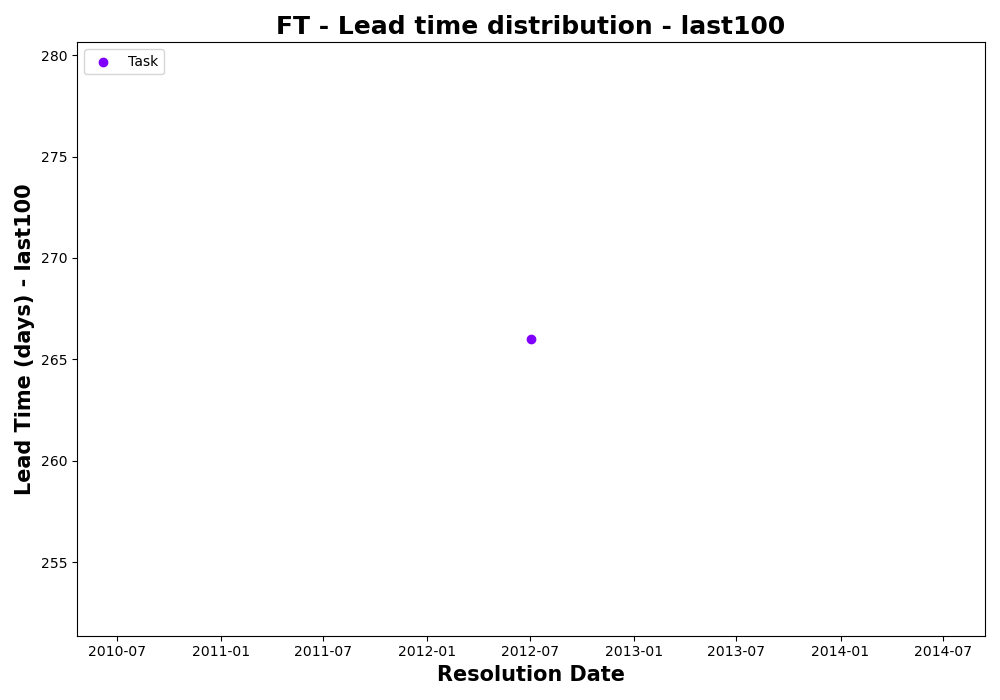 FT - Lead time distribution - last100
Task
Lead Time (days) - last100
280
275
270
265
260
255
2010-07 2011-01 2011-07 2012-01 2012-07 2013-01 2013-07 2014-01 2014-07
Resolution Date